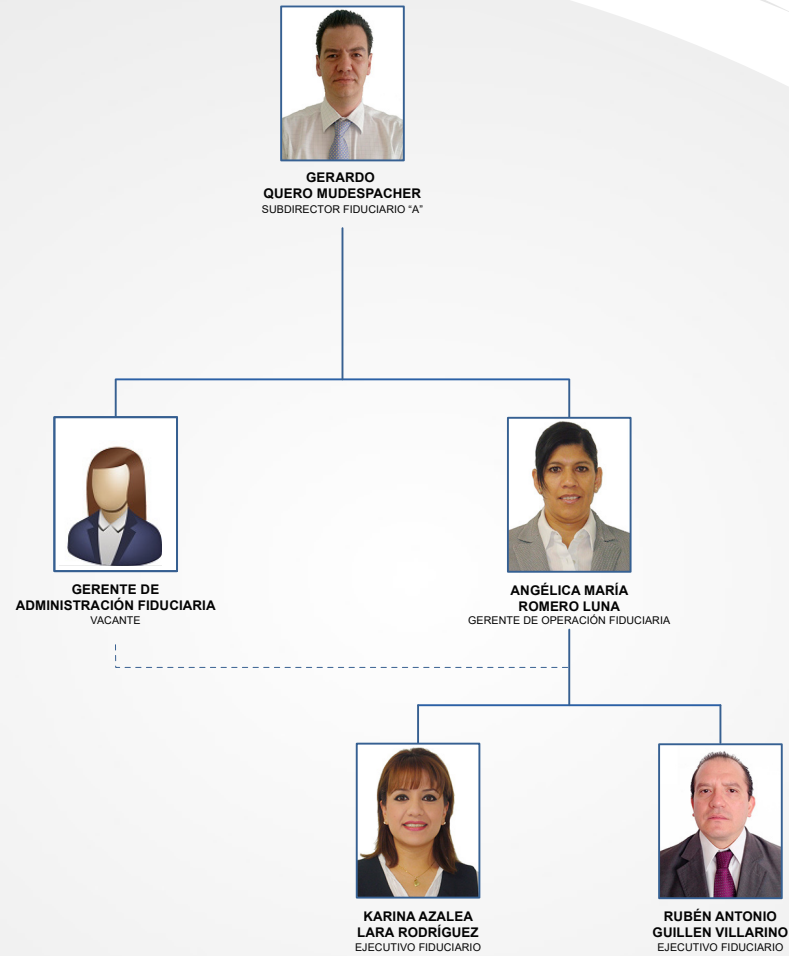 GERARDO
QUERO MUDESPACHER
SUBDIRECTOR FIDUCIARIO “A”
GERENTE DE
ADMINISTRACIÓN FIDUCIARIA
VACANTE
ANGÉLICA MARÍA
ROMERO LUNA
GERENTE DE OPERACIÓN FIDUCIARIA
KARINA AZALEA
LARA RODRÍGUEZ
EJECUTIVO FIDUCIARIO
RUBÉN ANTONIO
GUILLEN VILLARINO
EJECUTIVO FIDUCIARIO